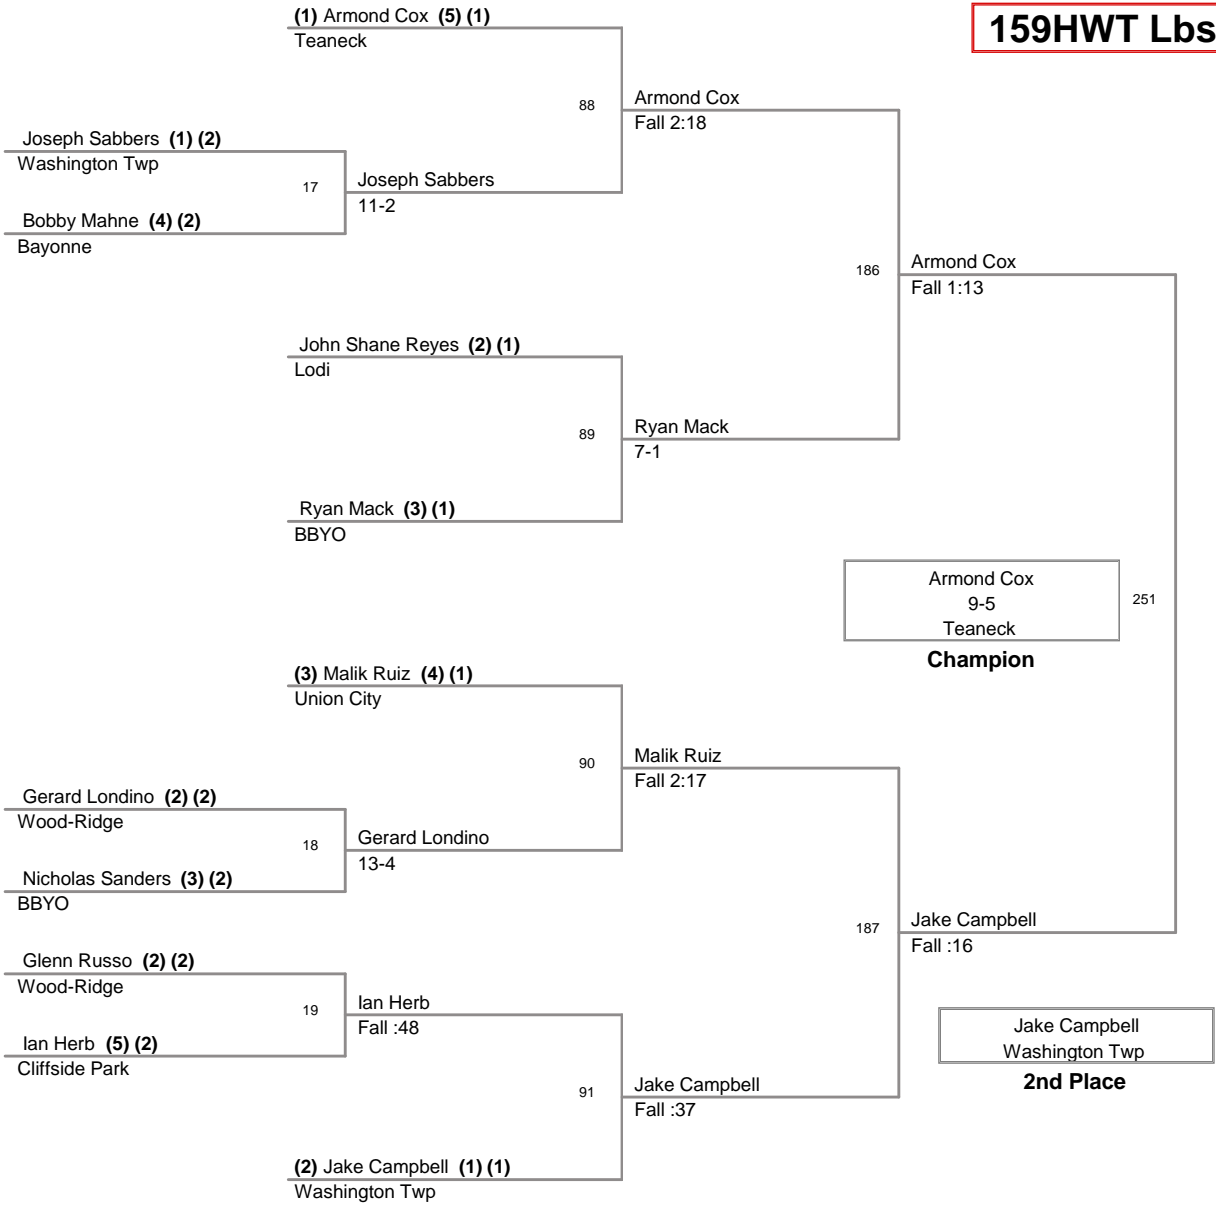 (1) Armond Cox (5) (1)
Teaneck
159HWT Lbs
88
Armond Cox
Fall 2:18
Joseph Sabbers (1) (2)
Washington Twp
17
Joseph Sabbers
11-2
Bobby Mahne (4) (2)
Bayonne
186
Armond Cox
Fall 1:13
John Shane Reyes (2) (1)
Lodi
89
Ryan Mack
7-1
Ryan Mack (3) (1)
BBYO
Armond Cox
9-5
Teaneck
251
Champion
(3) Malik Ruiz (4) (1)
Union City
90
Malik Ruiz
Fall 2:17
Gerard Londino (2) (2)
Wood-Ridge
18
Gerard Londino
13-4
Nicholas Sanders (3) (2)
BBYO
187
Jake Campbell
Fall :16
Glenn Russo (2) (2)
Wood-Ridge
19
Ian Herb
Fall :48
Ian Herb (5) (2)
Cliffside Park
Jake Campbell
Washington Twp
2nd Place
91
Jake Campbell
Fall :37
(2) Jake Campbell (1) (1)
Washington Twp